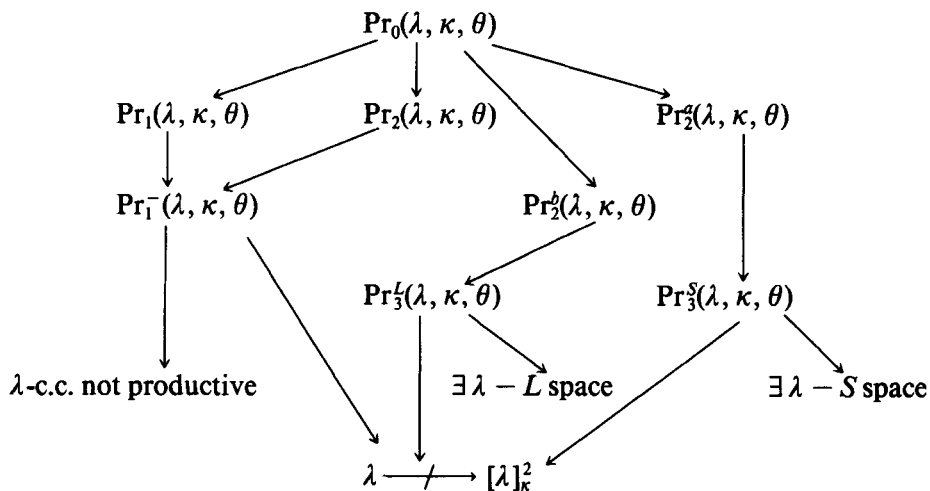 Pr₀(λ, κ, θ)
Pr₁(λ, κ, θ) Pr₂(λ, κ, θ) Pr₂ᵃ(λ, κ, θ)
Pr₁⁻(λ, κ, θ) Pr₂ᵇ(λ, κ, θ)
Pr₃ᴸ(λ, κ, θ) Pr₃ˢ(λ, κ, θ)
λ-c.c. not productive ∃ λ − L space ∃ λ − S space
λ ↛ [λ]²_κ